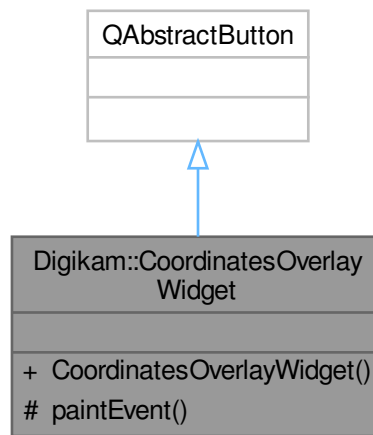 QAbstractButton
Digikam::CoordinatesOverlay
Widget
+ CoordinatesOverlayWidget()
# paintEvent()